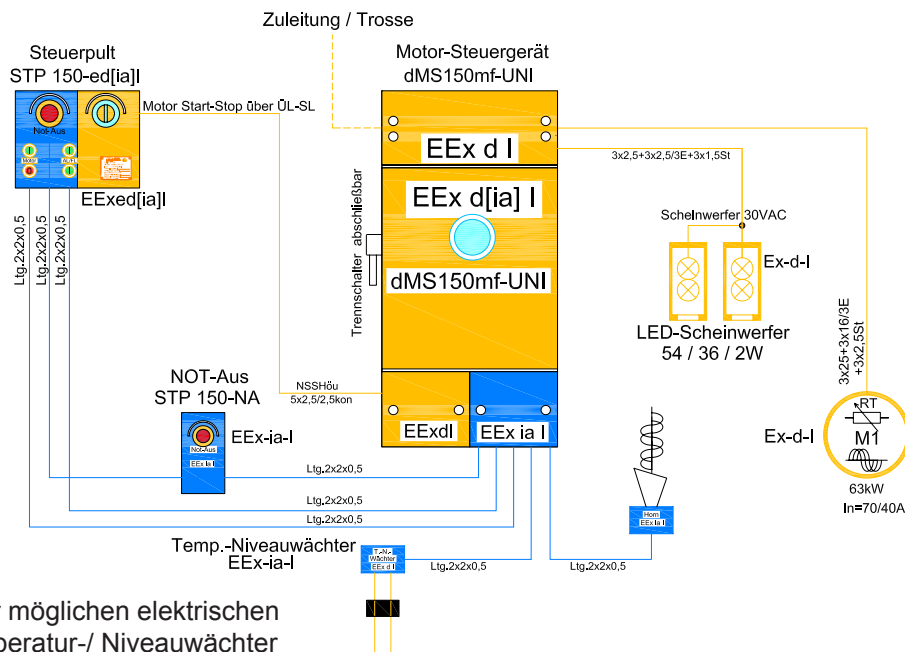 Zuleitung / Trosse
Steuerpult
STP 150-ed[ia]I
Motor-Steuergerät
dMS150mf-UNI
Not-Aus
Motor
Motor Start-Stop über ÜL-SL
EExed[ia]I
EEx d I
3x2,5+3x2,5/3E+3x1,5St
EEx d[ia] I
dMS150mf-UNI
Trennschalter abschließbar
Scheinwerfer 30VAC
Ex-d-I
LED-Scheinwerfer
54 / 36 / 2W
Ltg.2x2x0,5
Ltg.2x2x0,5
Ltg.2x2x0,5
3x25+3x16/3E
+3x2,5St
NOT-Aus
STP 150-NA
NSSHöu
5x2,5/2,5kon
EExdI
EEx ia I
Not-Aus
EEx ia I
EEx-ia-I
Ex-d-I
RT
M1
63kW
In=70/40A
Ltg.2x2x0,5
Ltg.2x2x0,5
Ltg.2x2x0,5
Horn
EEx ia I
Temp.-Niveauwächter
EEx-ia-I
T.-N.-
Wächter
EEx d I
Ltg.2x2x0,5
Ltg.2x2x0,5
möglichen elektrischen
peratur-/ Niveauwächter